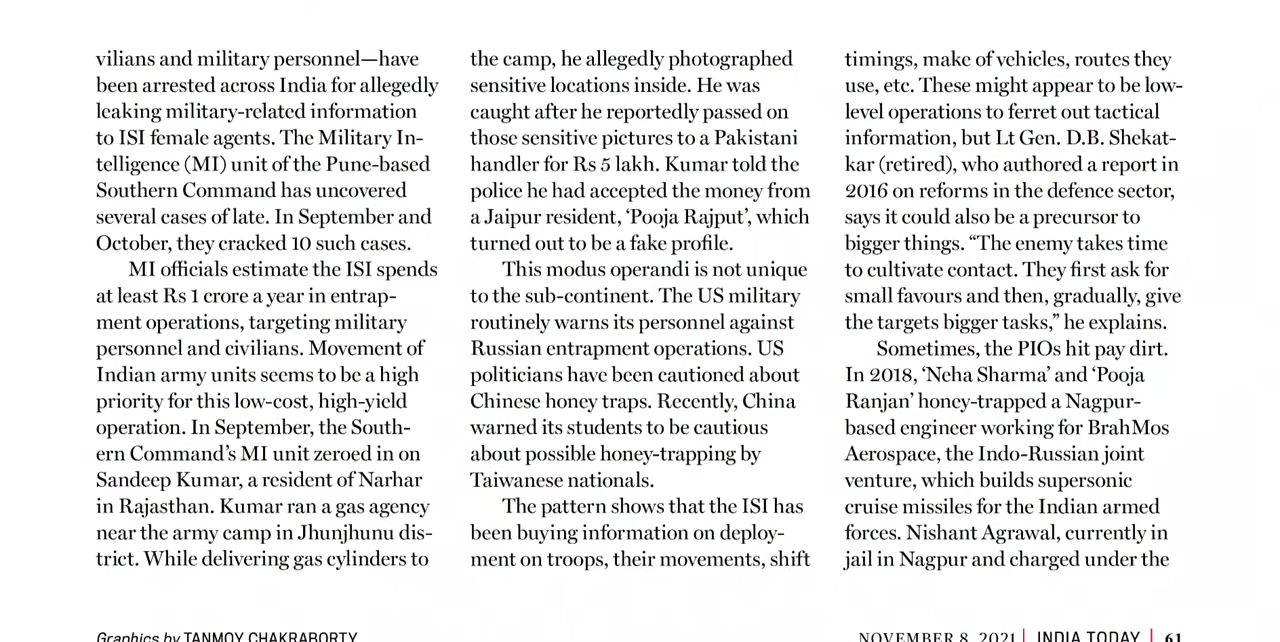 vilians and military personnel—have
been arrested across India for allegedly
leaking military-related information
to ISI female agents. The Military In-
telligence (MI) unit of the Pune-based
Southern Command has uncovered
several cases of late. In September and
October, they cracked 10 such cases.
MI officials estimate the ISI spends
at least Rs 1 crore a year in entrap-
ment operations, targeting military
personnel and civilians. Movement of
Indian army units seems to be a high
priority for this low-cost, high-yield
operation. In September, the South-
ern Command’s MI unit zeroed in on
Sandeep Kumar, a resident of Narhar
in Rajasthan. Kumar ran a gas agency
near the army camp in Jhunjhunu dis-
trict. While delivering gas cylinders to
the camp, he allegedly photographed
sensitive locations inside. He was
caught after he reportedly passed on
those sensitive pictures to a Pakistani
handler for Rs 5 lakh. Kumar told the
police he had accepted the money from
a Jaipur resident, ‘Pooja Rajput’, which
turned out to be a fake profile.
This modus operandi is not unique
to the sub-continent. The US military
routinely warns its personnel against
Russian entrapment operations. US
politicians have been cautioned about
Chinese honey traps. Recently, China
warned its students to be cautious
about possible honey-trapping by
Taiwanese nationals.
The pattern shows that the ISI has
been buying information on deploy-
ment on troops, their movements, shift
timings, make of vehicles, routes they
use, etc. These might appear to be low-
level operations to ferret out tactical
information, but Lt Gen. D.B. Shekat-
kar (retired), who authored a report in
2016 on reforms in the defence sector,
says it could also be a precursor to
bigger things. “The enemy takes time
to cultivate contact. They first ask for
small favours and then, gradually, give
the targets bigger tasks,” he explains.
Sometimes, the PIOs hit pay dirt.
In 2018, ‘Neha Sharma’ and ‘Pooja
Ranjan’ honey-trapped a Nagpur-
based engineer working for BrahMos
Aerospace, the Indo-Russian joint
venture, which builds supersonic
cruise missiles for the Indian armed
forces. Nishant Agrawal, currently in
jail in Nagpur and charged under the
Graphics by TANMOY CHAKRABORTY
NOVEMBER 8, 2021 | INDIA TODAY | 61